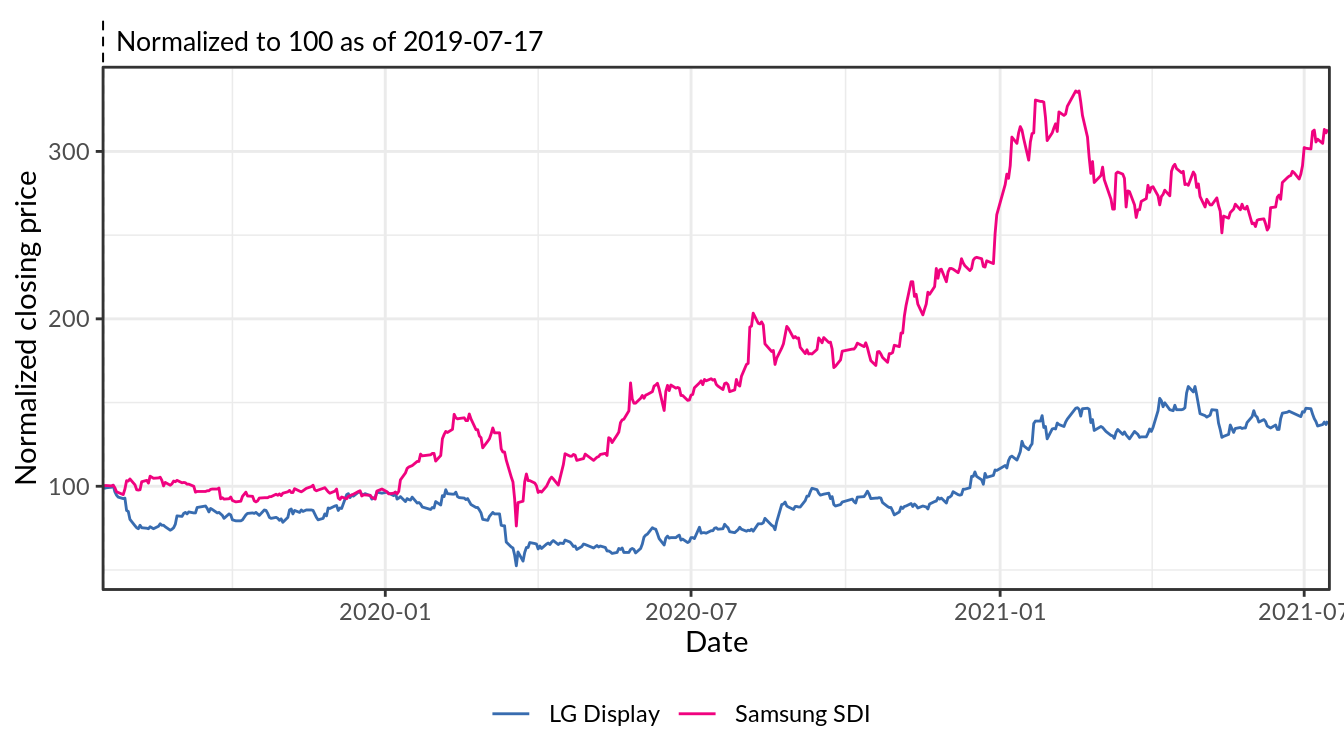 Normalized to 100 as of 2019-07-17
Normalized closing price
300
200
100
2020-01
2020-07
2021-01
2021-07
Date
LG Display
Samsung SDI